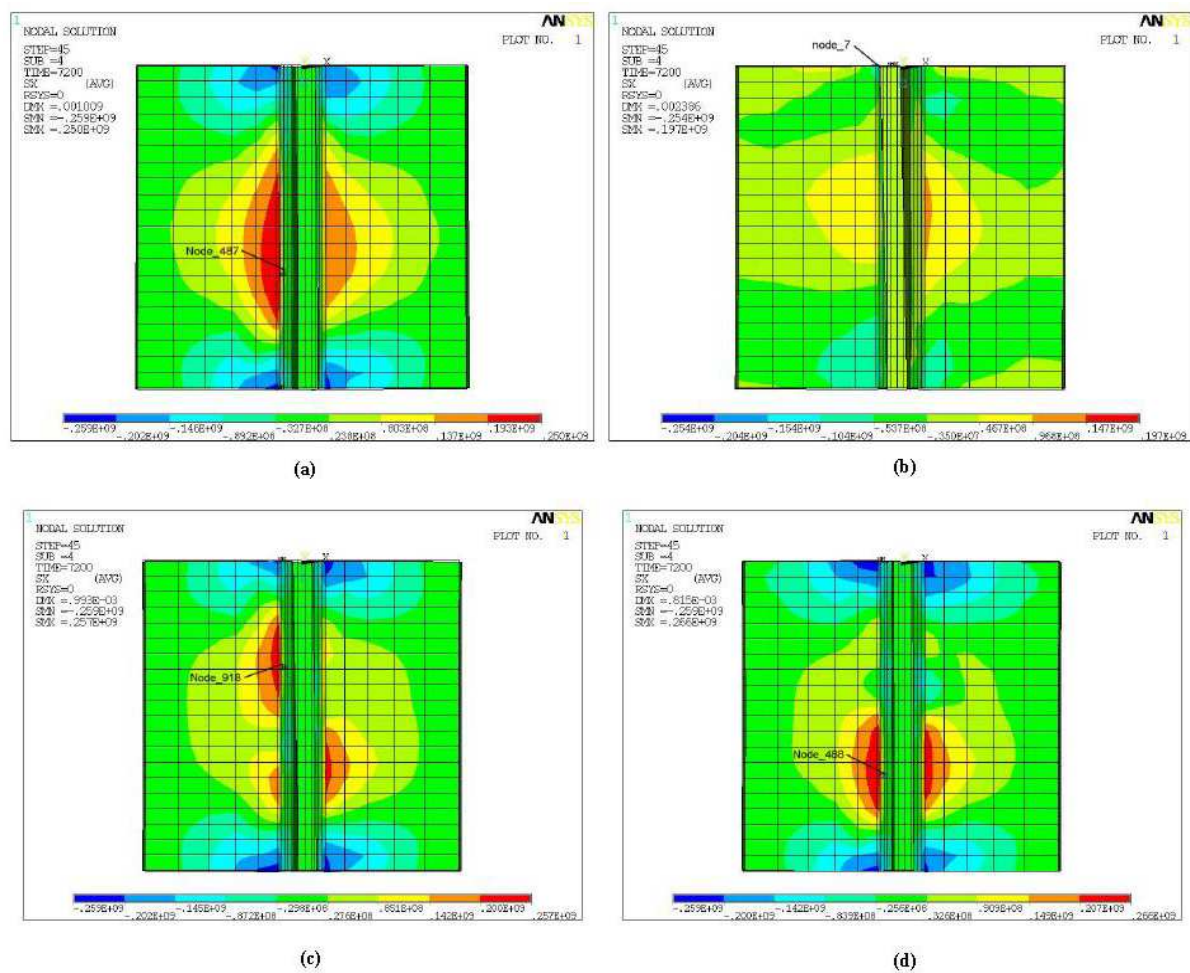 1
ANSYS
NODAL SOLUTION
PLOT NO. 1
STEP=45
SUB =4
TIME=7200
SX (AVG)
RSYS=0
DMX =.001009
SMN =-.259E+09
SMX =.250E+09
X
Node_487
-.259E+09 -.146E+09 -.327E+08 .803E+08 .193E+09
-.202E+09 -.892E+08 .238E+08 .137E+09 .250E+09
(a)
1
ANSYS
NODAL SOLUTION
PLOT NO. 1
node_7
STEP=45
SUB =4
TIME=7200
SX (AVG)
RSYS=0
DMX =.002386
SMN =-.254E+09
SMX =.197E+09
X
-.254E+09 -.154E+09 -.537E+08 .467E+08 .147E+09
-.204E+09 -.104E+09 -.350E+07 .968E+08 .197E+09
(b)
1
ANSYS
NODAL SOLUTION
PLOT NO. 1
STEP=45
SUB =4
TIME=7200
SX (AVG)
RSYS=0
DMX =.993E-03
SMN =-.259E+09
SMX =.257E+09
X
Node_918
-.259E+09 -.145E+09 -.298E+08 .851E+08 .200E+09
-.202E+09 -.872E+08 .276E+08 .142E+09 .257E+09
(c)
1
ANSYS
NODAL SOLUTION
PLOT NO. 1
STEP=45
SUB =4
TIME=7200
SX (AVG)
RSYS=0
DMX =.815E-03
SMN =-.259E+09
SMX =.266E+09
X
Node_488
-.259E+09 -.142E+09 -.256E+08 .909E+08 .207E+09
-.200E+09 -.839E+08 .326E+08 .149E+09 .266E+09
(d)